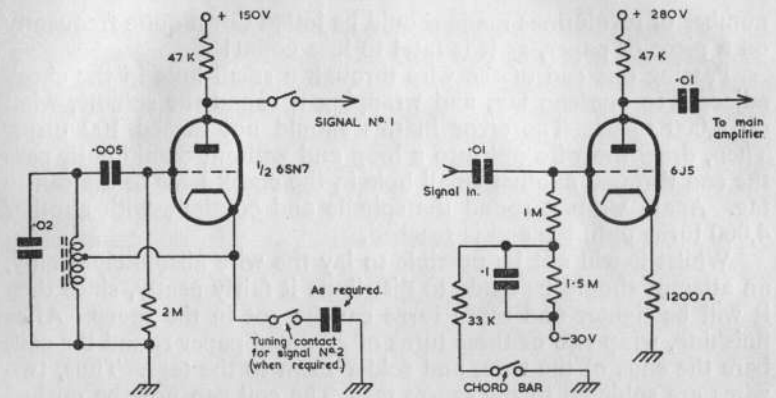 + 150V
47 K
SIGNAL Nº.1
.005
½ 6SN7
.02
2 M
As required.
Tuning contact
for signal Nº.2
(when required.)
+ 280V
47 K
.01
To main
amplifier.
.01
6J5
Signal in.
1 M
.1
1·5 M
33 K
-30V
1200 Ω
CHORD BAR